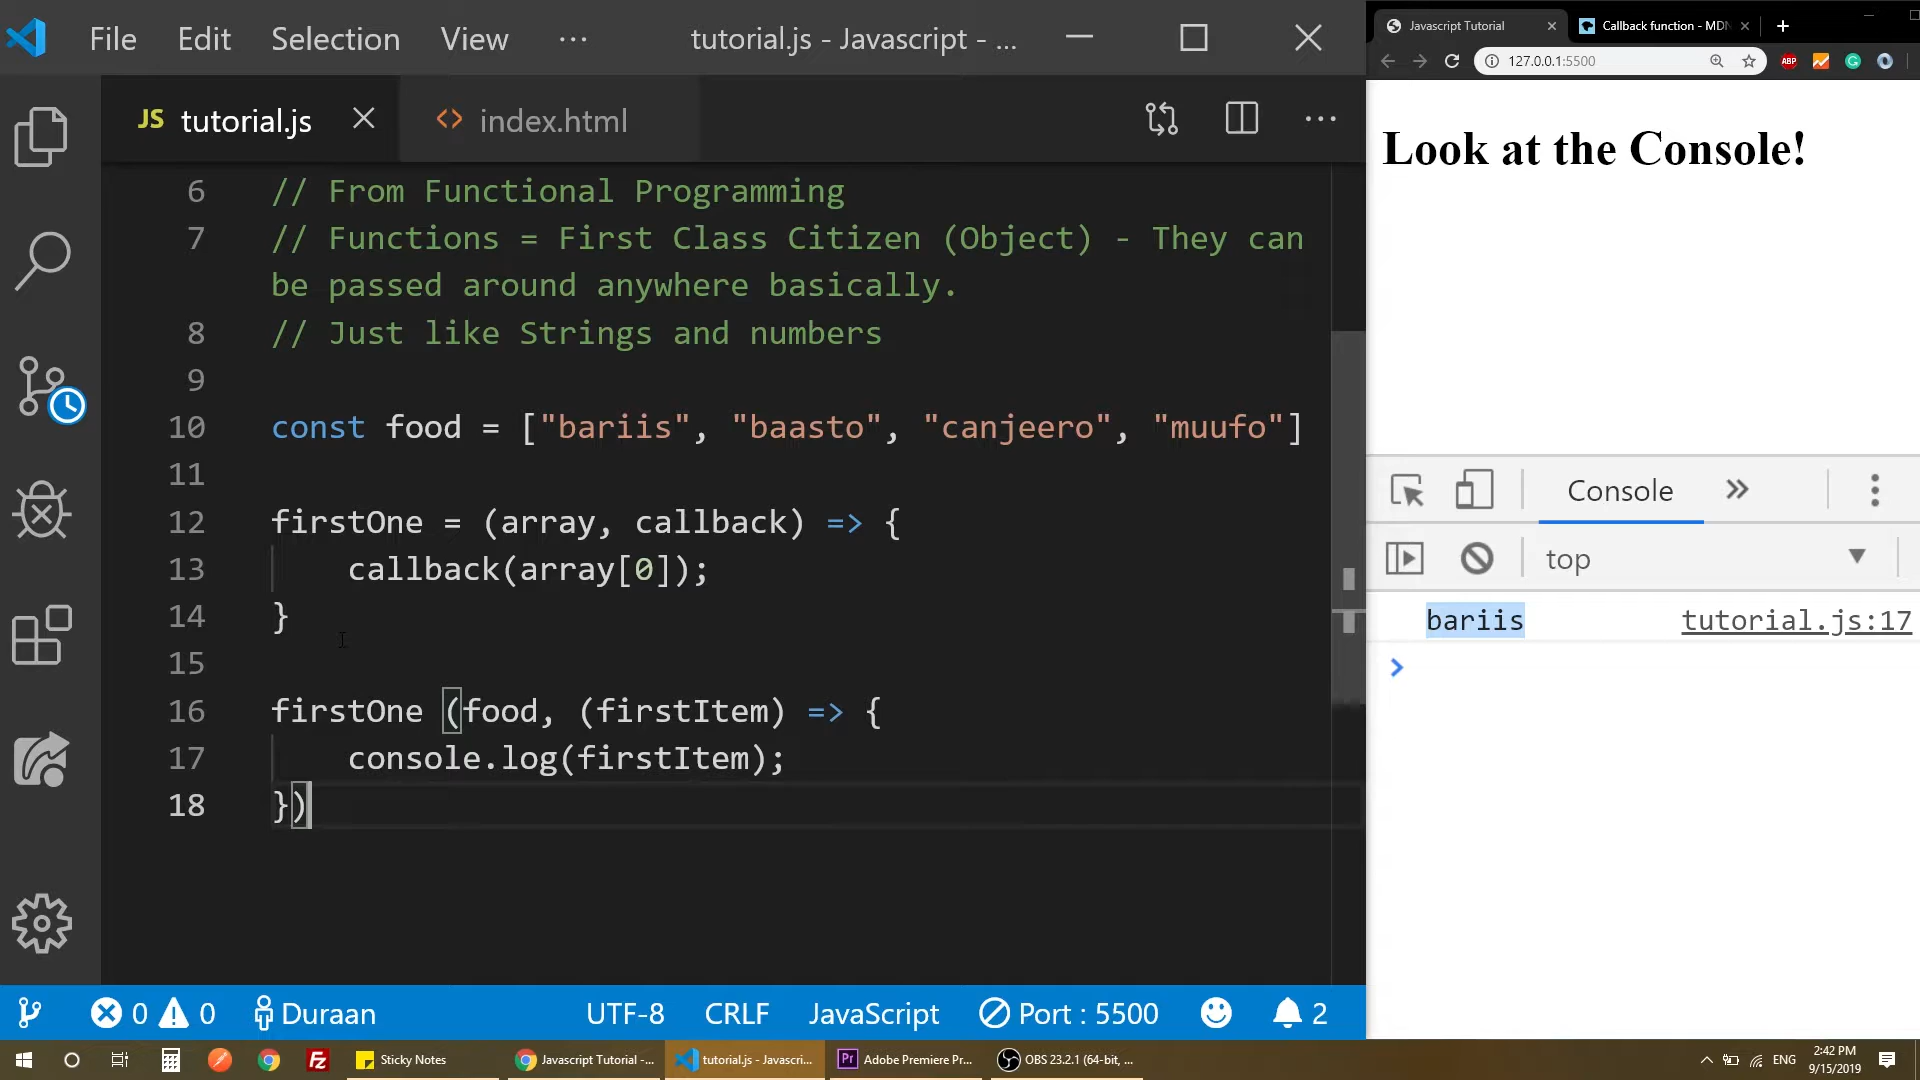 File Edit Selection View ··· tutorial.js - Javascript - ...
JS tutorial.js
<> index.html
6 // From Functional Programming
7 // Functions = First Class Citizen (Object) - They can
be passed around anywhere basically.
8 // Just like Strings and numbers
9
10 const food = ["bariis", "baasto", "canjeero", "muufo"]
11
12 firstOne = (array, callback) => {
13 callback(array[0]);
14 }
15
16 firstOne (food, (firstItem) => {
17 console.log(firstItem);
18 })
0 0 Duraan UTF-8 CRLF JavaScript Port : 5500 2
Javascript Tutorial
Callback function - MDN
127.0.0.1:5500
ABP
Look at the Console!
Console
top
bariis tutorial.js:17
Fz
Sticky Notes
Javascript Tutorial -...
tutorial.js - Javascri...
Pr Adobe Premiere Pr...
OBS 23.2.1 (64-bit, ...
ENG
2:42 PM
9/15/2019